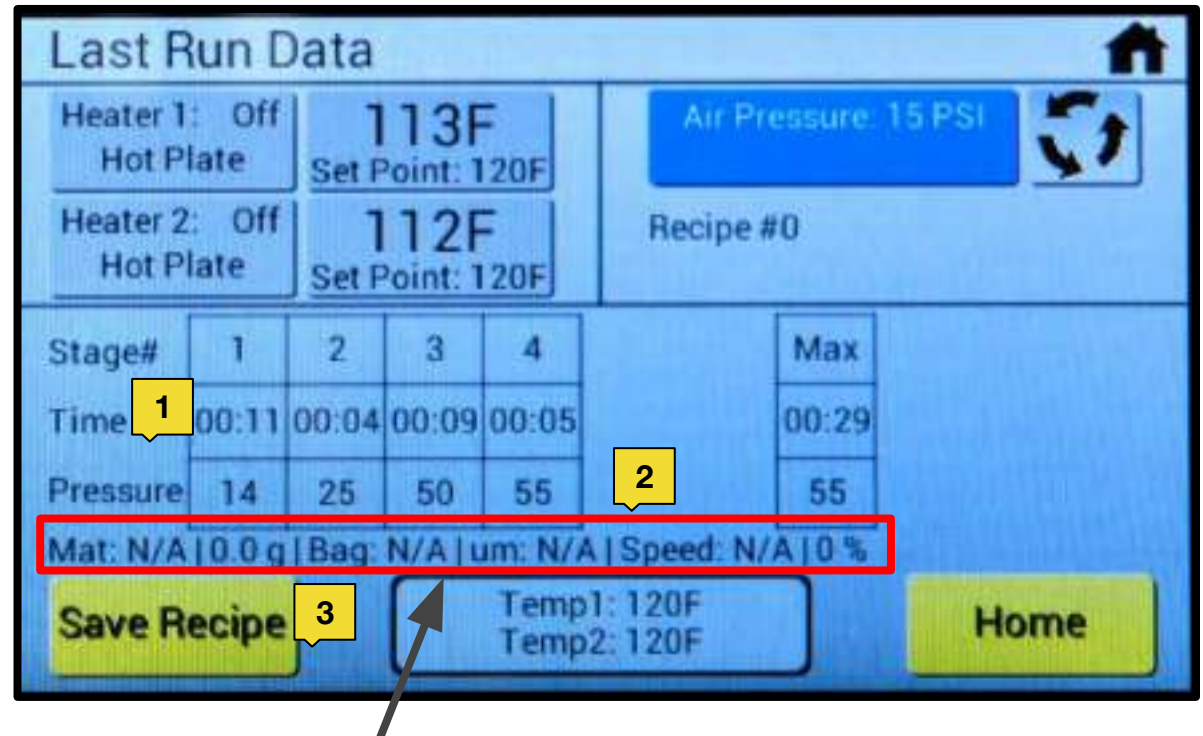 Last Run Data
Heater 1: Off
Hot Plate
113F
Set Point: 120F
Air Pressure: 15 PSI
Heater 2: Off
Hot Plate
112F
Set Point: 120F
Recipe #0
Stage# 1 2 3 4 Max
Time 1 00:11 00:04 00:09 00:05 00:29
2
Pressure 14 25 50 55 55
Mat: N/A | 0.0 g | Bag: N/A | um: N/A | Speed: N/A | 0 %
Save Recipe 3
Temp1: 120F
Temp2: 120F
Home